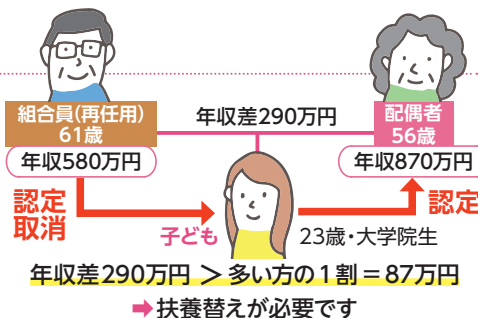 組合員(再任用)
61歳
年収580万円
年収差290万円
配偶者
56歳
年収870万円
認定
取消
子ども
23歳・大学院生
認定
年収差290万円 > 多い方の1割=87万円
➡扶養替えが必要です